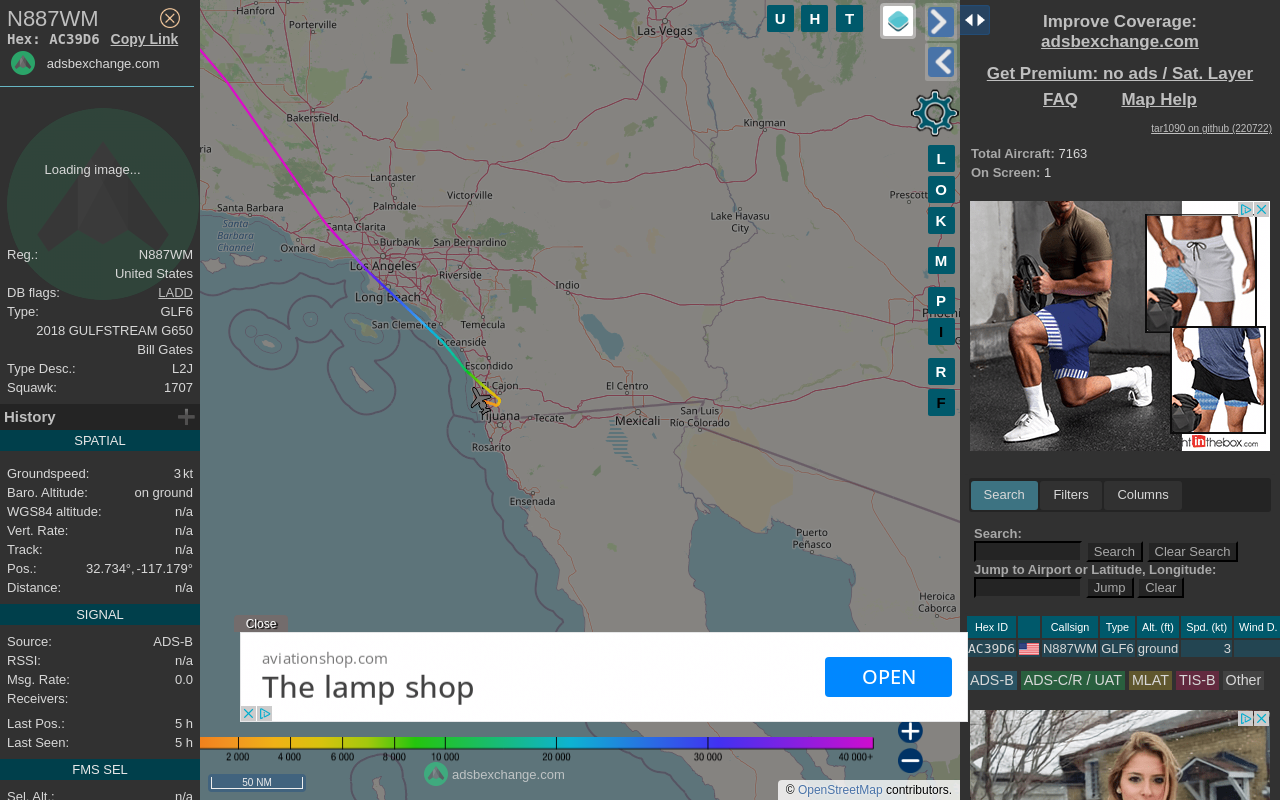 N887WM
Hex: AC39D6 Copy Link
adsbexchange.com
Loading image...
Reg.: N887WM
United States
DB flags: LADD
Type: GLF6
2018 GULFSTREAM G650
Bill Gates
Type Desc.: L2J
Squawk: 1707
History
SPATIAL
Groundspeed: 3 kt
Baro. Altitude: on ground
WGS84 altitude: n/a
Vert. Rate: n/a
Track: n/a
Pos.: 32.734°, -117.179°
Distance: n/a
SIGNAL
Source: ADS-B
RSSI: n/a
Msg. Rate: 0.0
Receivers:
Last Pos.: 5 h
Last Seen: 5 h
FMS SEL
Sel. Alt.: n/a
Hanford
Porterville
Las Vegas
Bakersfield
Kingman
ria
Lancaster
Palmdale
Victorville
Prescott
Santa Barbara
Santa Clarita
Lake Havasu
City
Santa-
Barbara
Channel
Oxnard
Burbank
San Bernardino
Los Angeles
Riverside
Long Beach
Indio
San Clemente
Temecula
Oceanside
Escondido
El Cajon
El Centro
Tijuana
Tecate
Mexicali
San Luis
Río Colorado
Rosarito
Ensenada
Puerto
Peñasco
Heroica
Caborca
U H T
L
O
K
M
P
I
R
F
Close
aviationshop.com
The lamp shop
OPEN
2 000 4 000 6 000 8 000 10 000 20 000 30 000 40 000+
50 NM
adsbexchange.com
© OpenStreetMap contributors.
Improve Coverage:
adsbexchange.com
Get Premium: no ads / Sat. Layer
FAQ Map Help
tar1090 on github (220722)
Total Aircraft: 7163
On Screen: 1
htinthebox.com
Search Filters Columns
Search:
Search Clear Search
Jump to Airport or Latitude, Longitude:
Jump Clear
Hex ID Callsign Type Alt. (ft) Spd. (kt) Wind D.
AC39D6 N887WM GLF6 ground 3
ADS-B ADS-C/R / UAT MLAT TIS-B Other